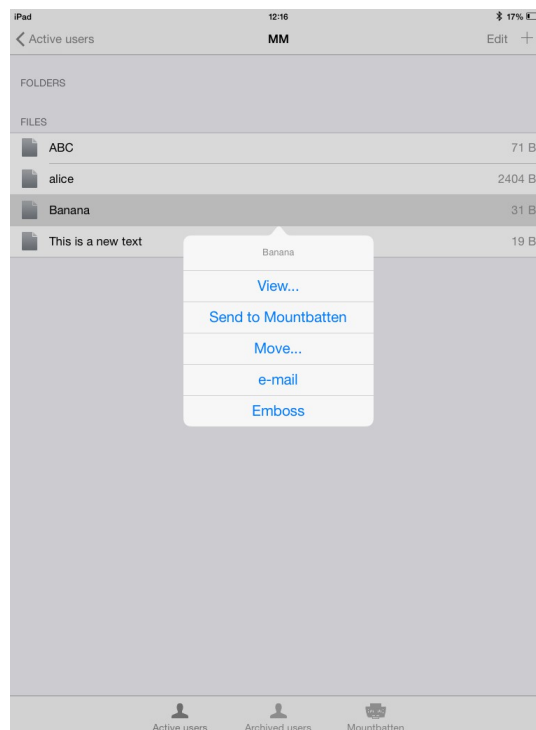 iPad 12:16 17%
Active users MM Edit +
FOLDERS
FILES
ABC 71 B
alice 2404 B
Banana 31 B
This is a new text 19 B
Banana
View...
Send to Mountbatten
Move...
e-mail
Emboss
Active users Archived users Mountbatten